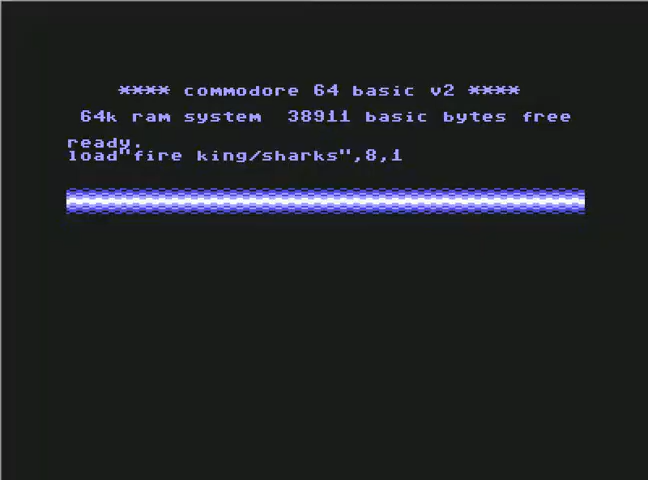 **** commodore 64 basic v2 ****
64k ram system  38911 basic bytes free
ready.
load"fire king/sharks",8,1